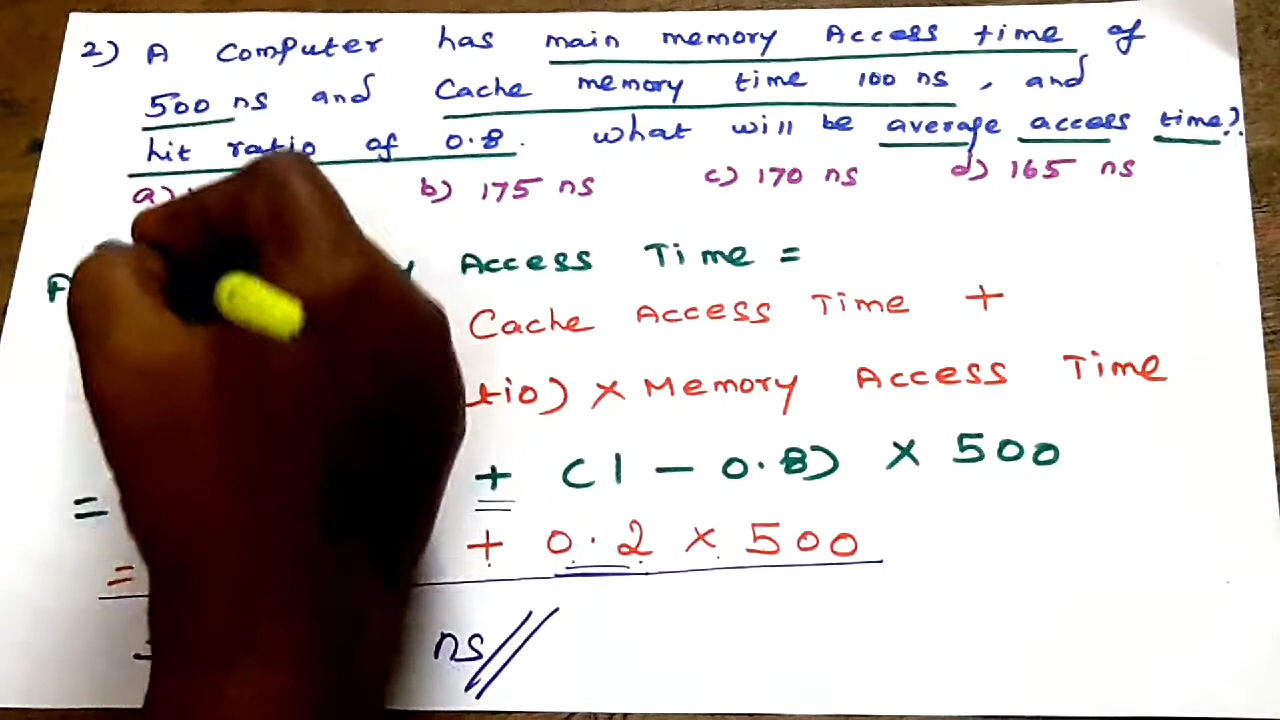 2) A Computer has main memory Access time of
500 ns and Cache memory time 100 ns , and
hit ratio of 0.8. what will be average access time?
a) b) 175 ns c) 170 ns d) 165 ns
Access Time =
Cache Access Time +
tio) × Memory Access Time
= + (1 - 0.8) × 500
= + 0.2 × 500
= ns //